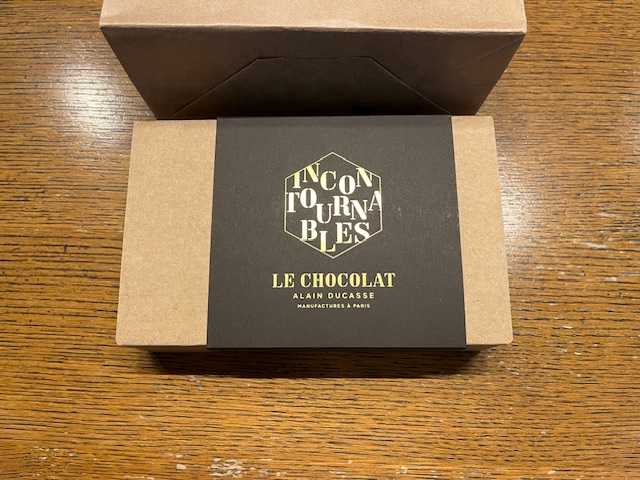 INCON
TOURNA
BLES
LE CHOCOLAT
ALAIN DUCASSE
MANUFACTURES À PARIS